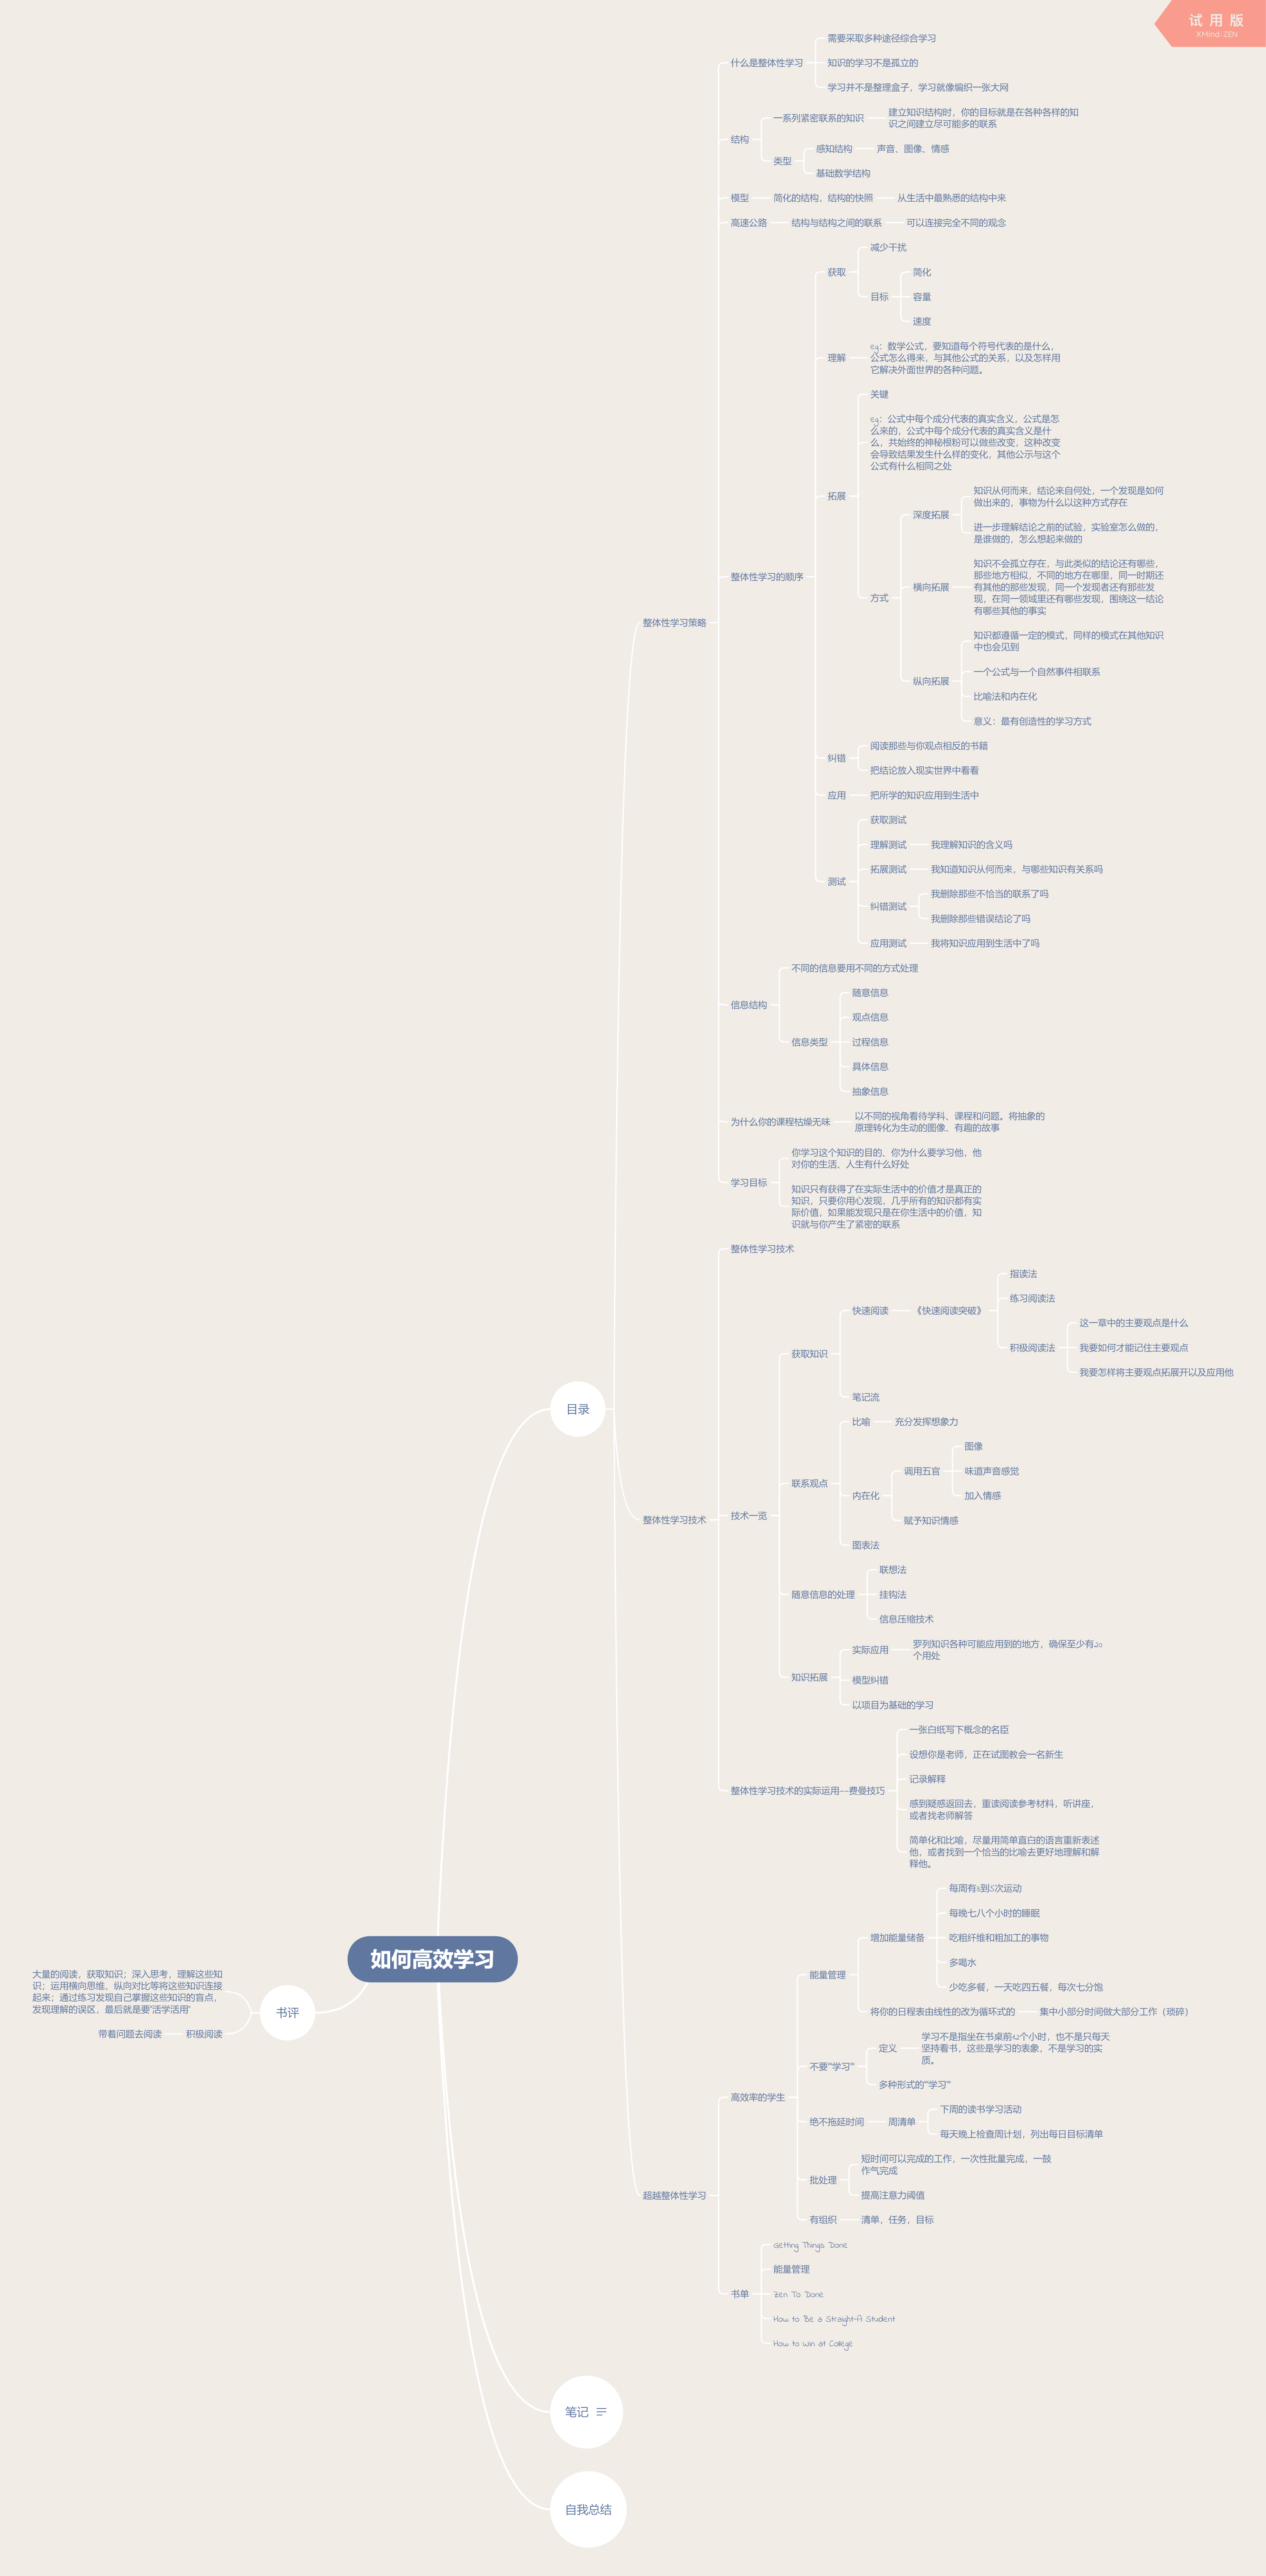 试用版
XMind:ZEN
需要采取多种途径综合学习
什么是整体性学习
知识的学习不是孤立的
学习并不是整理盒子，学习就像编织一张大网
结构
一系列紧密联系的知识
建立知识结构时，你的目标就是在各种各样的知
识之间建立尽可能多的联系
类型
感知结构
声音、图像、情感
基础数学结构
模型
简化的结构，结构的快照
从生活中最熟悉的结构中来
高速公路
结构与结构之间的联系
可以连接完全不同的观念
整体性学习策略
整体性学习的顺序
获取
减少干扰
目标
简化
容量
速度
理解
eg：数学公式，要知道每个符号代表的是什么，
公式怎么得来，与其他公式的关系，以及怎样用
它解决外面世界的各种问题。
拓展
关键
eg：公式中每个成分代表的真实含义，公式是怎
么来的，公式中每个成分代表的真实含义是什
么，共始终的神秘根粉可以做些改变，这种改变
会导致结果发生什么样的变化，其他公示与这个
公式有什么相同之处
方式
深度拓展
知识从何而来，结论来自何处，一个发现是如何
做出来的，事物为什么以这种方式存在
进一步理解结论之前的试验，实验室怎么做的，
是谁做的，怎么想起来做的
横向拓展
知识不会孤立存在，与此类似的结论还有哪些，
那些地方相似，不同的地方在哪里，同一时期还
有其他的那些发现，同一个发现者还有那些发
现，在同一领域里还有哪些发现，围绕这一结论
有哪些其他的事实
纵向拓展
知识都遵循一定的模式，同样的模式在其他知识
中也会见到
一个公式与一个自然事件相联系
比喻法和内在化
意义：最有创造性的学习方式
纠错
阅读那些与你观点相反的书籍
把结论放入现实世界中看看
应用
把所学的知识应用到生活中
测试
获取测试
理解测试
我理解知识的含义吗
拓展测试
我知道知识从何而来，与哪些知识有关系吗
纠错测试
我删除那些不恰当的联系了吗
我删除那些错误结论了吗
应用测试
我将知识应用到生活中了吗
信息结构
不同的信息要用不同的方式处理
信息类型
随意信息
观点信息
过程信息
具体信息
抽象信息
为什么你的课程枯燥无味
以不同的视角看待学科、课程和问题。将抽象的
原理转化为生动的图像、有趣的故事
学习目标
你学习这个知识的目的、你为什么要学习他，他
对你的生活、人生有什么好处
知识只有获得了在实际生活中的价值才是真正的
知识，只要你用心发现，几乎所有的知识都有实
际价值，如果能发现只是在你生活中的价值，知
识就与你产生了紧密的联系
目录
整体性学习技术
整体性学习技术
技术一览
获取知识
快速阅读
《快速阅读突破》
指读法
练习阅读法
积极阅读法
这一章中的主要观点是什么
我要如何才能记住主要观点
我要怎样将主要观点拓展开以及应用他
笔记流
联系观点
比喻
充分发挥想象力
内在化
调用五官
图像
味道声音感觉
加入情感
赋予知识情感
图表法
随意信息的处理
联想法
挂钩法
信息压缩技术
知识拓展
实际应用
罗列知识各种可能应用到的地方，确保至少有20
个用处
模型纠错
以项目为基础的学习
整体性学习技术的实际运用--费曼技巧
一张白纸写下概念的名臣
设想你是老师，正在试图教会一名新生
记录解释
感到疑惑返回去，重读阅读参考材料，听讲座，
或者找老师解答
简单化和比喻，尽量用简单直白的语言重新表述
他，或者找到一个恰当的比喻去更好地理解和解
释他。
超越整体性学习
高效率的学生
能量管理
增加能量储备
每周有3到5次运动
每晚七八个小时的睡眠
吃粗纤维和粗加工的事物
多喝水
少吃多餐，一天吃四五餐，每次七分饱
将你的日程表由线性的改为循环式的
集中小部分时间做大部分工作（琐碎）
不要“学习”
定义
学习不是指坐在书桌前12个小时，也不是只每天
坚持看书，这些是学习的表象，不是学习的实
质。
多种形式的“学习”
绝不拖延时间
周清单
下周的读书学习活动
每天晚上检查周计划，列出每日目标清单
批处理
短时间可以完成的工作，一次性批量完成，一鼓
作气完成
提高注意力阈值
有组织
清单，任务，目标
书单
Getting Things Done
能量管理
Zen To Done
How to Be a Straight-A Student
How to win at College
如何高效学习
书评
大量的阅读，获取知识；深入思考，理解这些知
识；运用横向思维、纵向对比等将这些知识连接
起来；通过练习发现自己掌握这些知识的盲点，
发现理解的误区，最后就是要“活学活用”
积极阅读
带着问题去阅读
笔记
自我总结